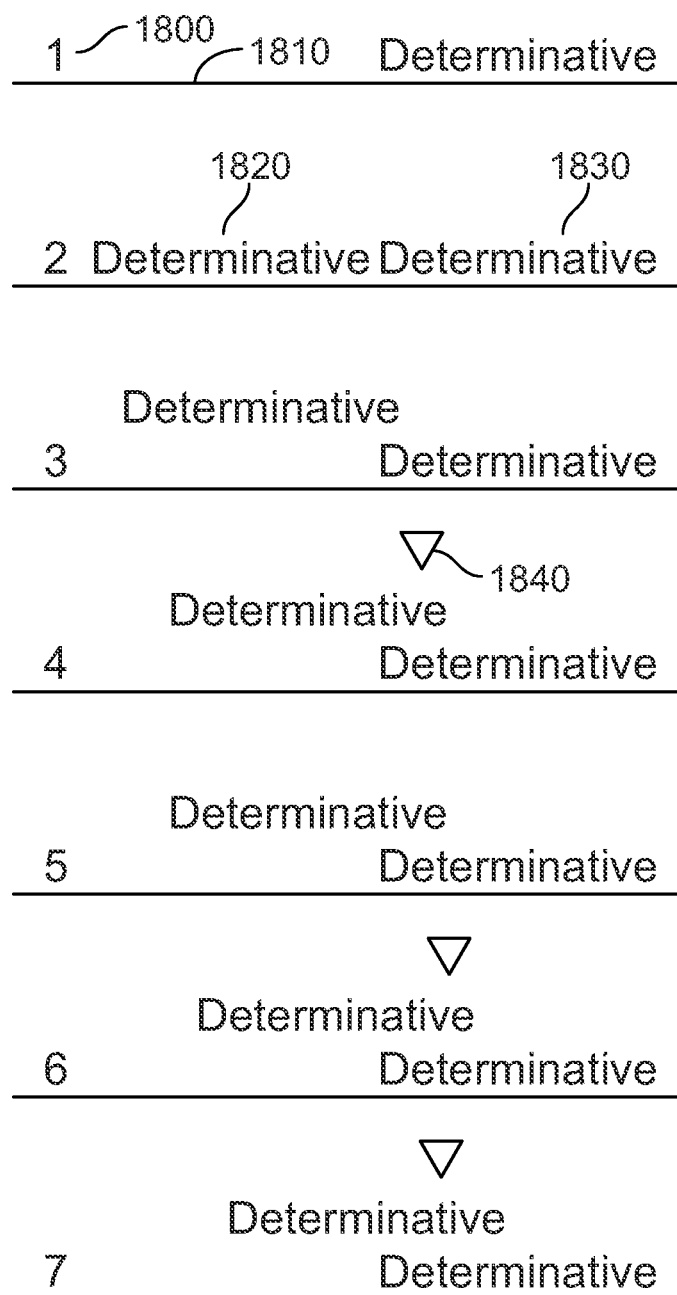 1 1800 1810 Determinative
1820 1830
2 Determinative Determinative
Determinative
3 Determinative
1840
Determinative
4 Determinative
Determinative
5 Determinative
Determinative
6 Determinative
Determinative
7 Determinative